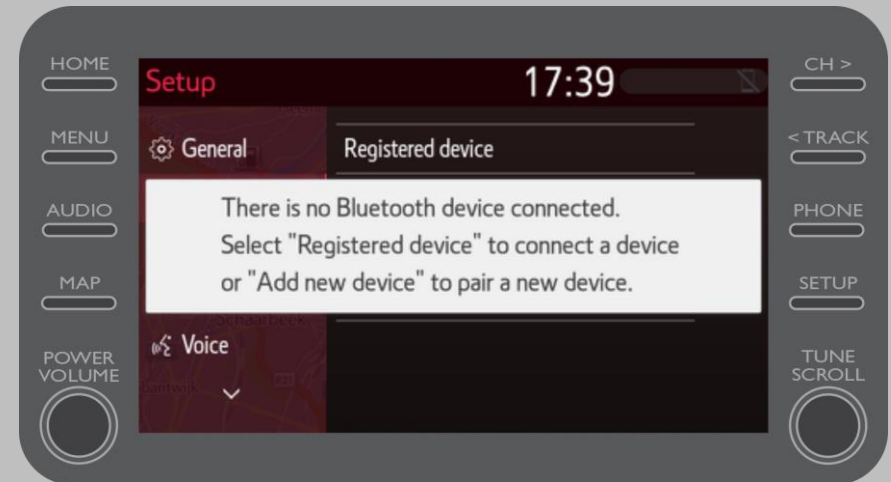 HOME
CH >
Setup
17:39
MENU
General
Registered device
< TRACK
AUDIO
There is no Bluetooth device connected.
PHONE
Select "Registered device" to connect a device
or "Add new device" to pair a new device.
MAP
SETUP
Schaarbeek
Voice
POWER
VOLUME
TUNE
SCROLL